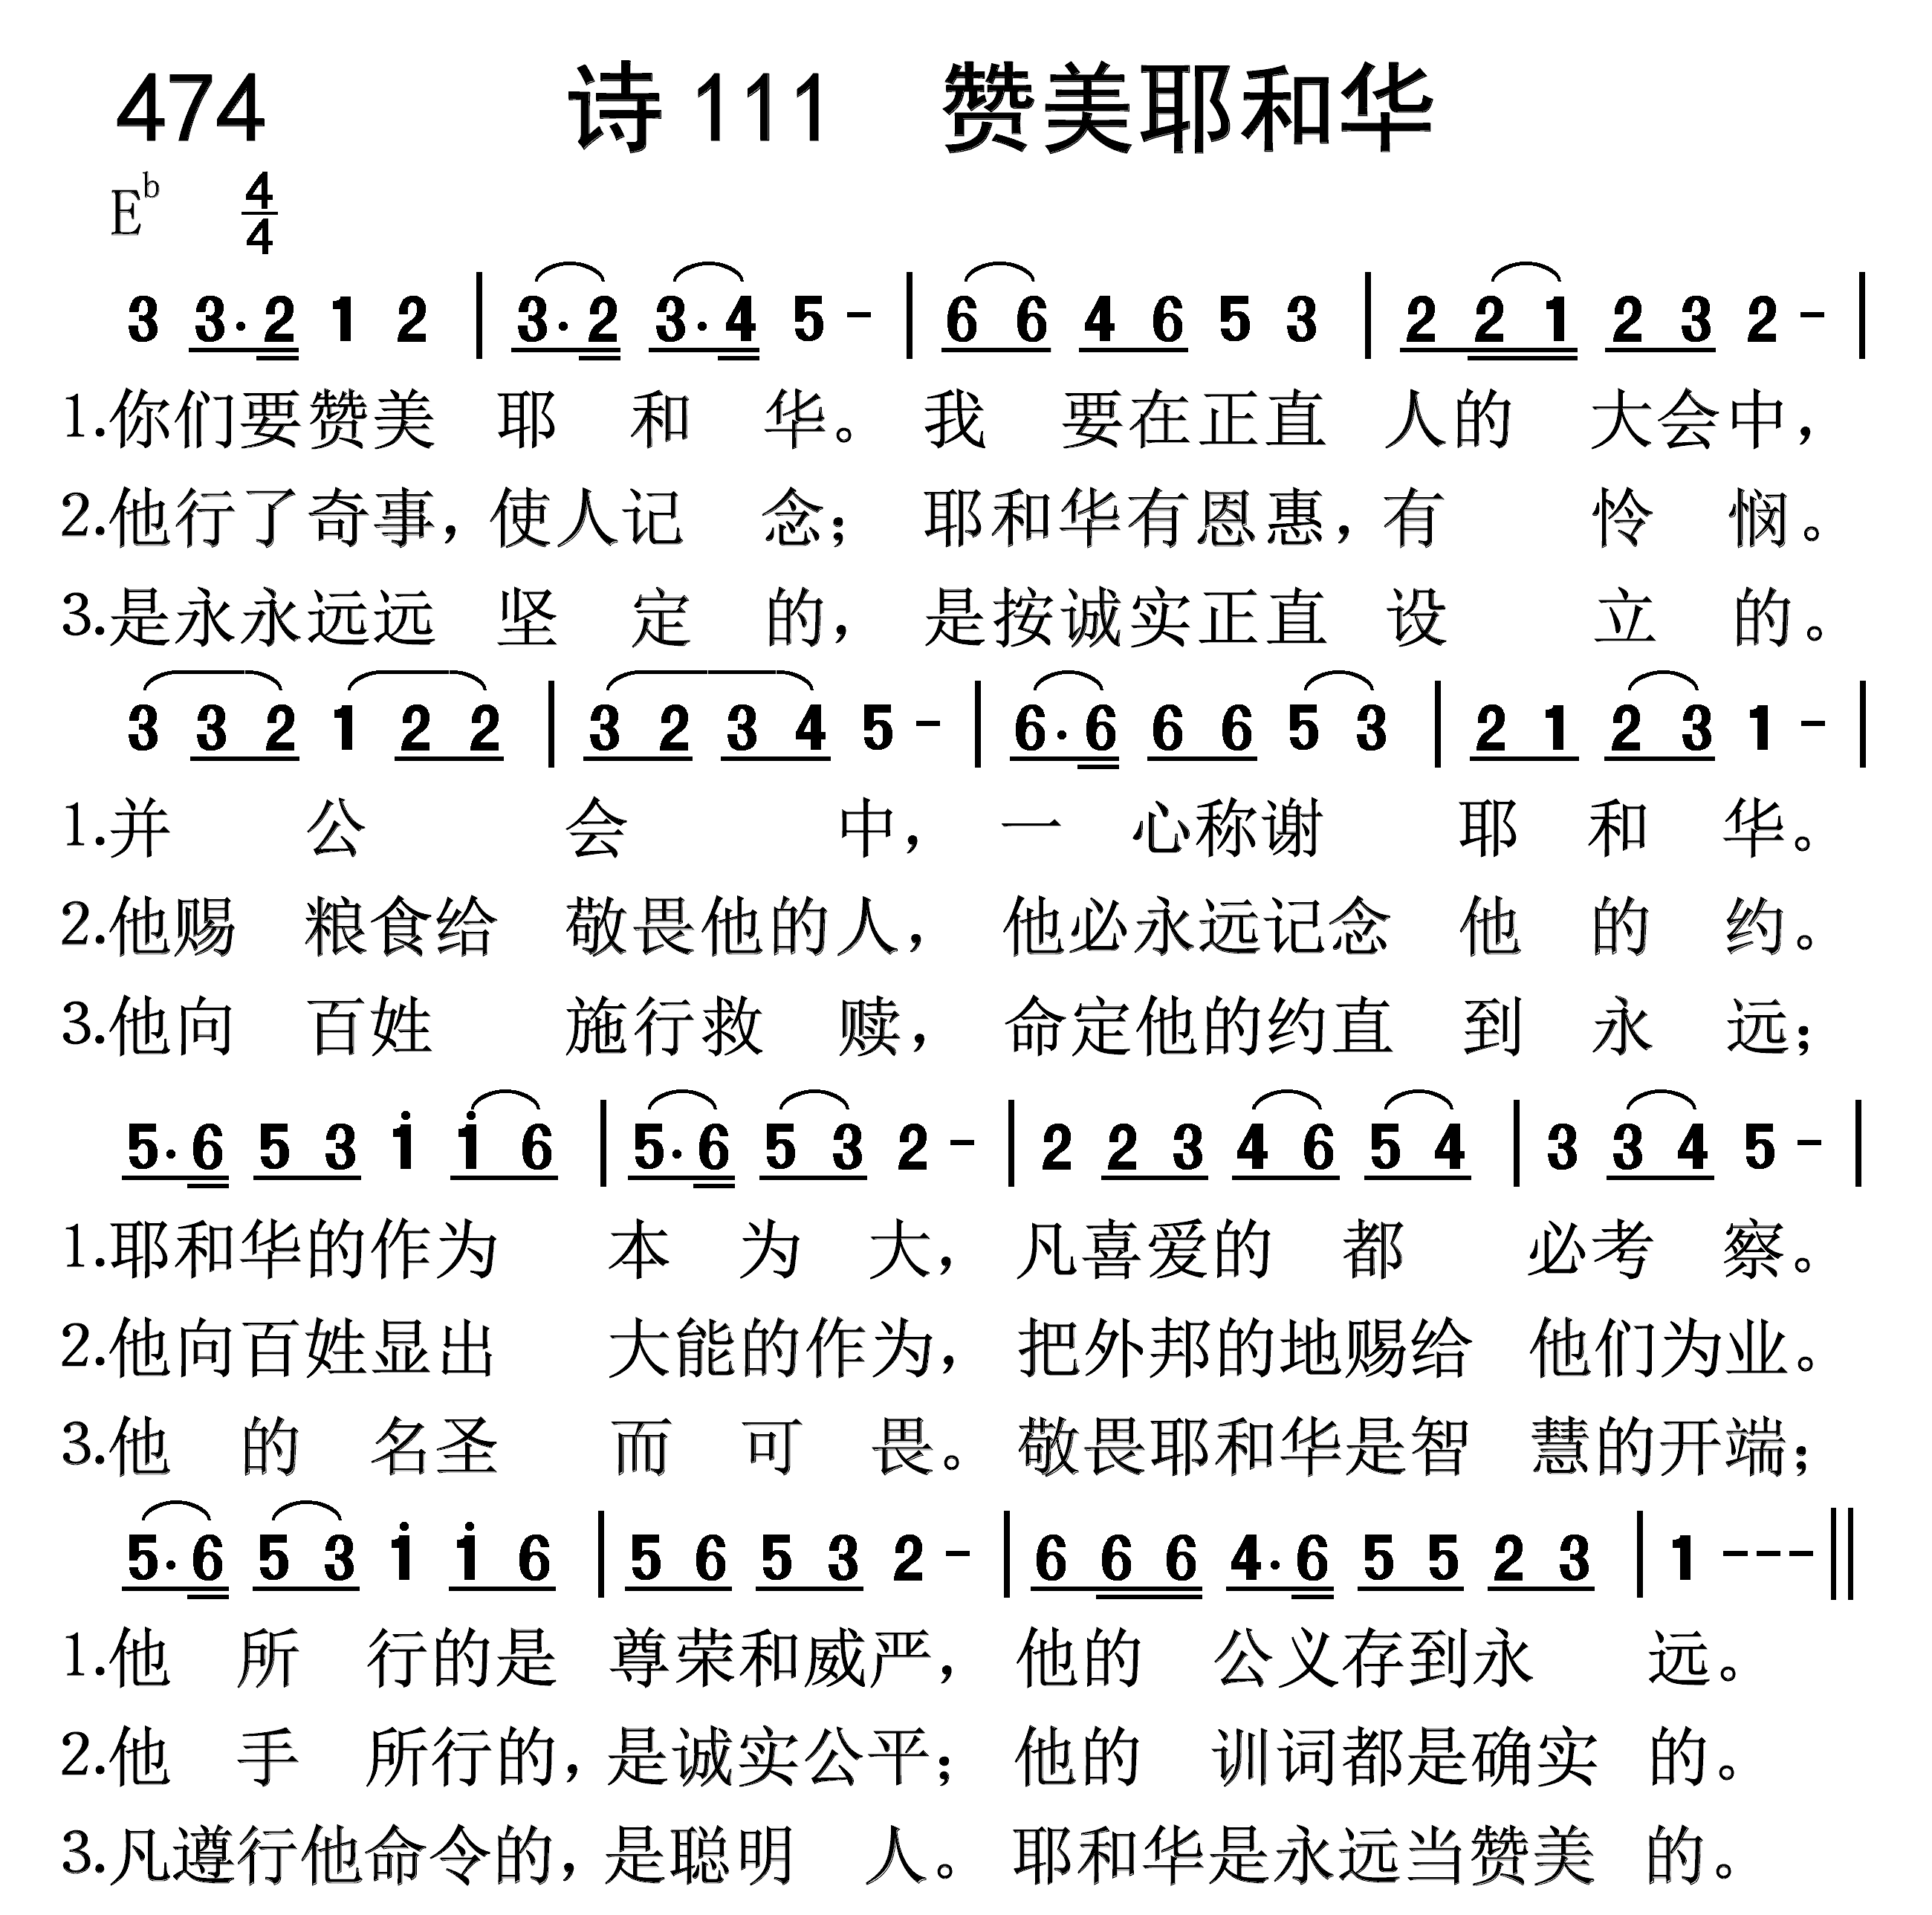 474 诗111 赞美耶和华
E♭ 4/4
3 3·2 1 2 | 3·2 3·4 5 - | 6 6 4 6 5 3 | 2 2 1 2 3 2 - |
1.你们要赞美 耶 和 华。 我 要在正直 人的 大会中，
2.他行了奇事，使人记 念； 耶和华有恩惠，有 怜 悯。
3.是永永远远 坚 定 的， 是按诚实正直 设 立 的。
3 3 2 1 2 2 | 3 2 3 4 5 - | 6·6 6 6 5 3 | 2 1 2 3 1 - |
1.并 公 会 中， 一 心称谢 耶 和 华。
2.他赐 粮食给 敬畏他的人， 他必永远记念 他 的 约。
3.他向 百姓 施行救 赎， 命定他的约直 到 永 远；
5·6 5 3 i i 6 | 5·6 5 3 2 - | 2 2 3 4 6 5 4 | 3 3 4 5 - |
1.耶和华的作为 本 为 大， 凡喜爱的 都 必考 察。
2.他向百姓显出 大能的作为， 把外邦的地赐给 他们为业。
3.他 的 名圣 而 可 畏。 敬畏耶和华是智 慧的开端；
5·6 5 3 i i 6 | 5 6 5 3 2 - | 6 6 6 4·6 5 5 2 3 | 1 - - - ||
1.他 所 行的是 尊荣和威严， 他的 公义存到永 远。
2.他 手 所行的，是诚实公平； 他的 训词都是确实 的。
3.凡遵行他命令的，是聪明 人。 耶和华是永远当赞美 的。